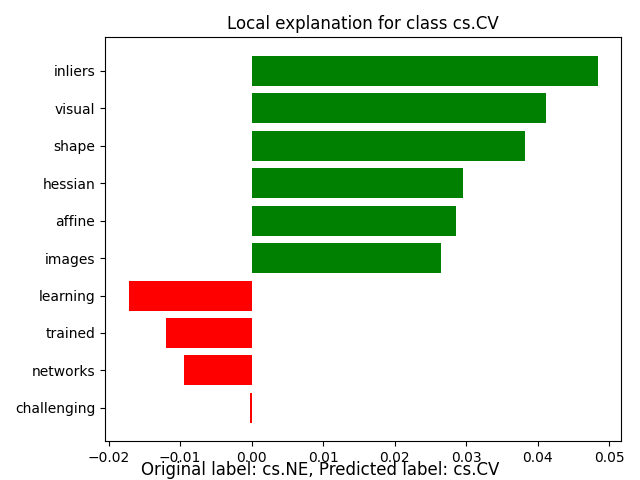 Local explanation for class cs.CV
inliers
visual
shape
hessian
affine
images
learning
trained
networks
challenging
−0.02 −0.01 0.00 0.01 0.02 0.03 0.04 0.05
Original label: cs.NE, Predicted label: cs.CV